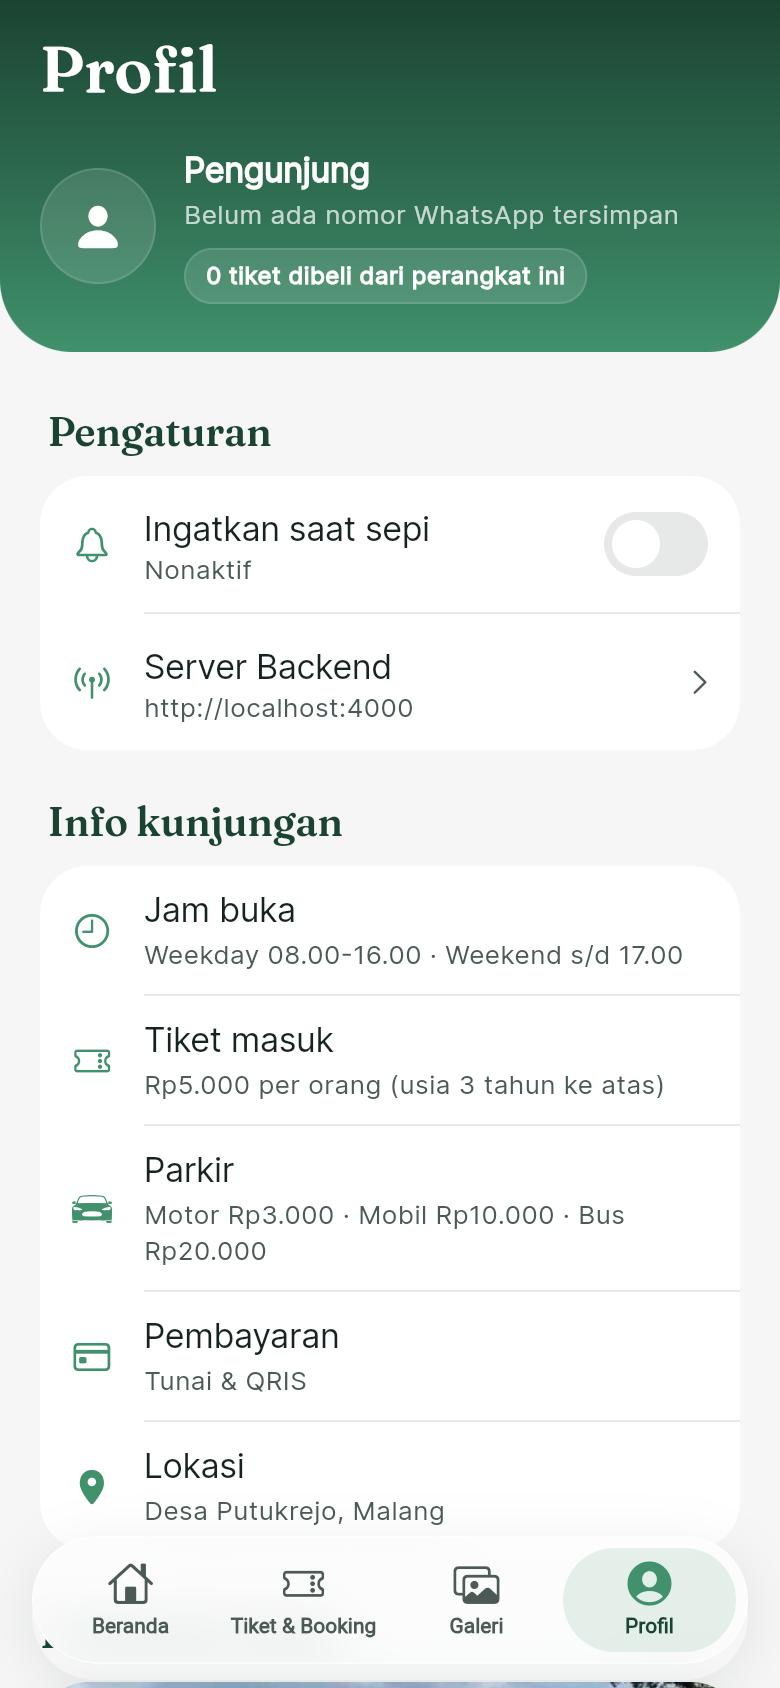 Profil
Pengunjung
Belum ada nomor WhatsApp tersimpan
0 tiket dibeli dari perangkat ini
Pengaturan
Ingatkan saat sepi
Nonaktif
Server Backend
http://localhost:4000
Info kunjungan
Jam buka
Weekday 08.00-16.00 · Weekend s/d 17.00
Tiket masuk
Rp5.000 per orang (usia 3 tahun ke atas)
Parkir
Motor Rp3.000 · Mobil Rp10.000 · Bus
Rp20.000
Pembayaran
Tunai & QRIS
Lokasi
Desa Putukrejo, Malang
Beranda
Tiket & Booking
Galeri
Profil